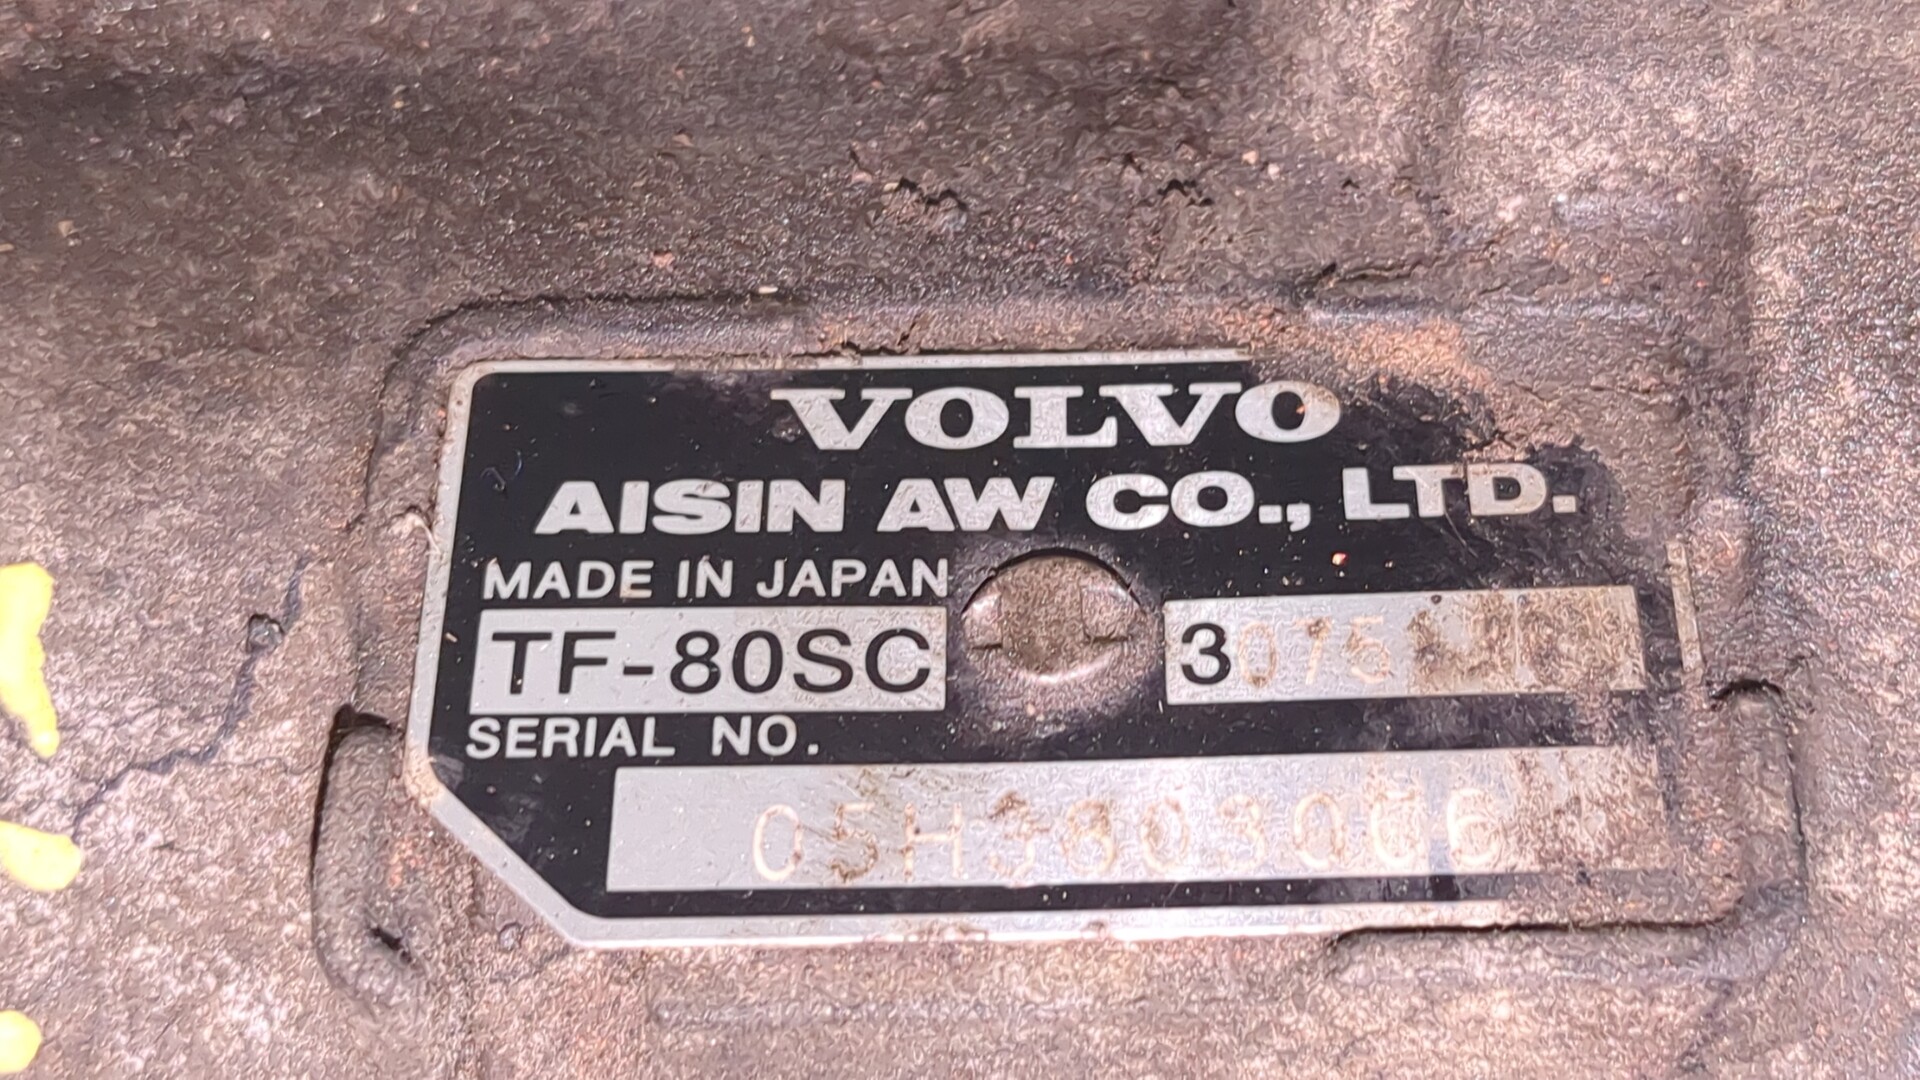 VOLVO
AISIN AW CO., LTD.
MADE IN JAPAN
TF-80SC
SERIAL NO.